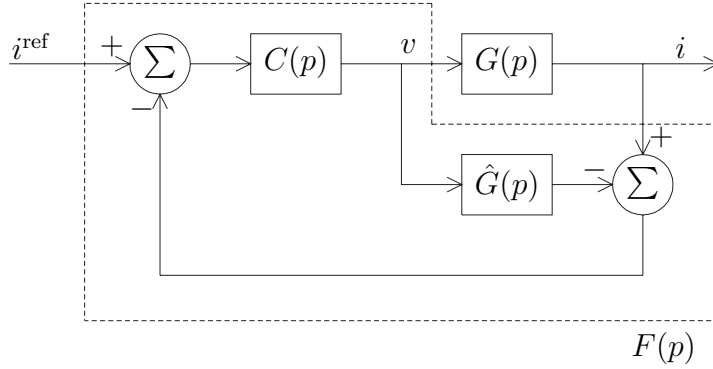 i^ref + ∑ − C(p) v G(p) i
+
Ĝ(p) − ∑
F(p)